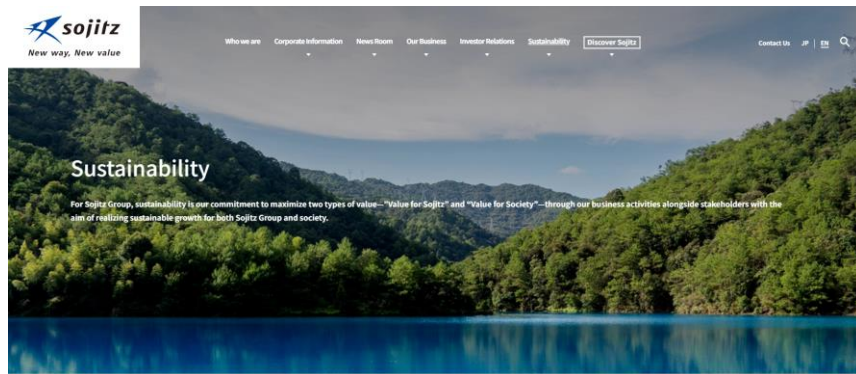 sojitz
New way, New value
Who we are Corporate Information News Room Our Business Investor Relations Sustainability Discover Sojitz
Contact Us JP EN
Sustainability
For Sojitz Group, sustainability is our commitment to maximize two types of value—"Value for Sojitz" and “Value for Society”—through our business activities alongside stakeholders with the
aim of realizing sustainable growth for both Sojitz Group and society.